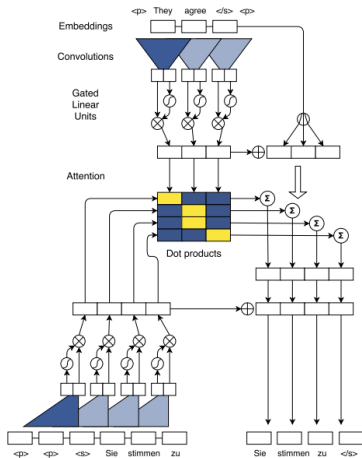 <p> They agree </s> <p>
Embeddings
Convolutions
Gated
Linear
Units
Attention
Σ
Σ
Σ
Σ
Dot products
<p> <p> <s> Sie stimmen zu
Sie stimmen zu </s>